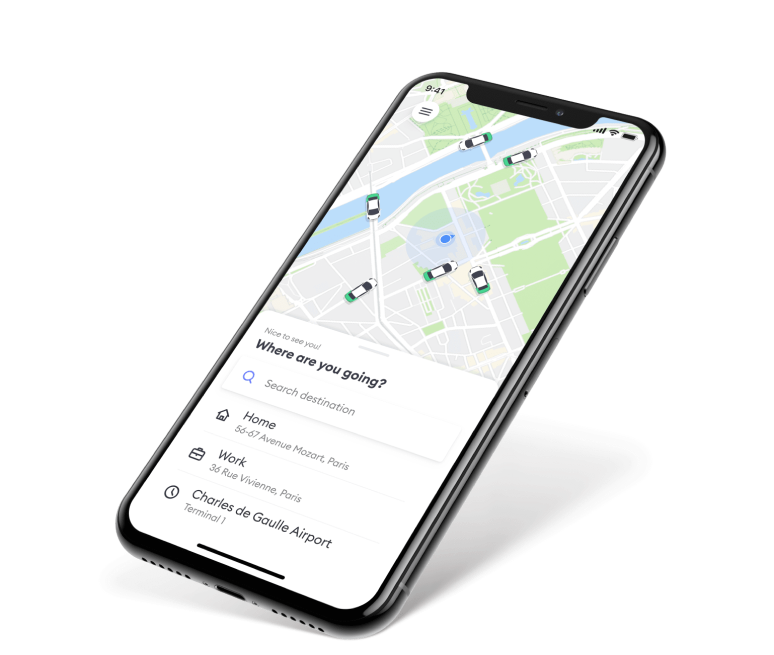 9:41
Nice to see you!
Where are you going?
Search destination
Home
56-67 Avenue Mozart, Paris
Work
36 Rue Vivienne, Paris
Charles de Gaulle Airport
Terminal 1